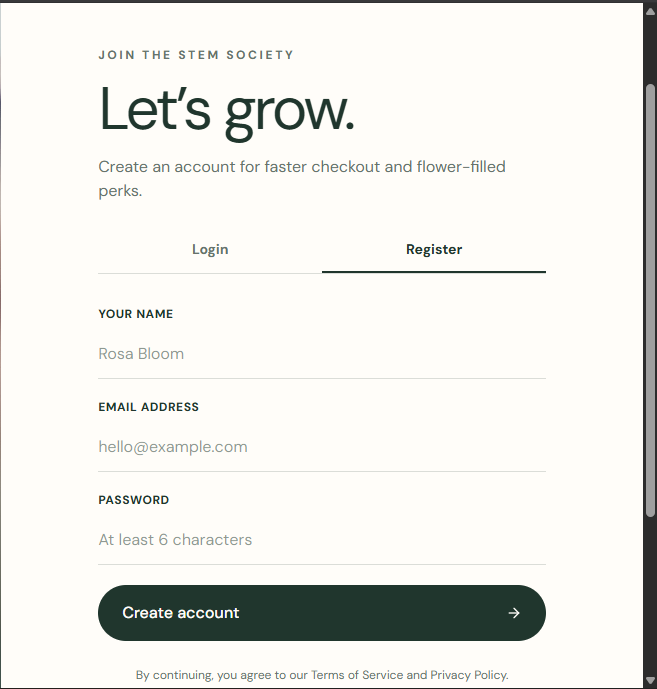 JOIN THE STEM SOCIETY
Let’s grow.
Create an account for faster checkout and flower-filled
perks.
Login
Register
YOUR NAME
Rosa Bloom
EMAIL ADDRESS
hello@example.com
PASSWORD
At least 6 characters
Create account →
By continuing, you agree to our Terms of Service and Privacy Policy.